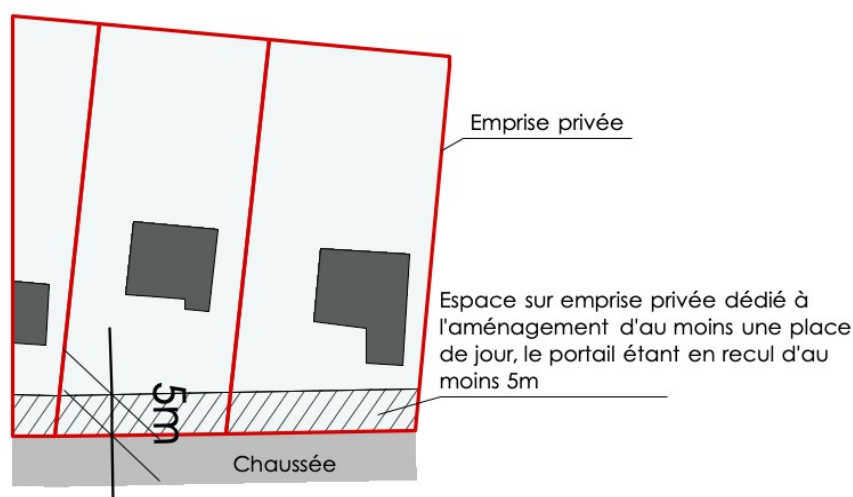 Emprise privée
Espace sur emprise privée dédié à
l'aménagement d'au moins une place
de jour, le portail étant en recul d'au
moins 5m
5m
Chaussée